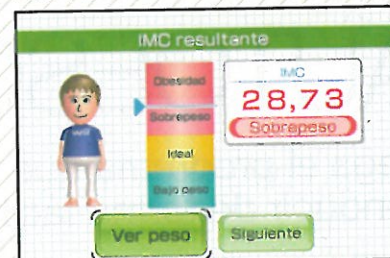 IMC resultante
Obesidad
Sobrepeso
Ideal
Bajo peso
IMC
28,73
Sobrepeso
Ver peso
Siguiente